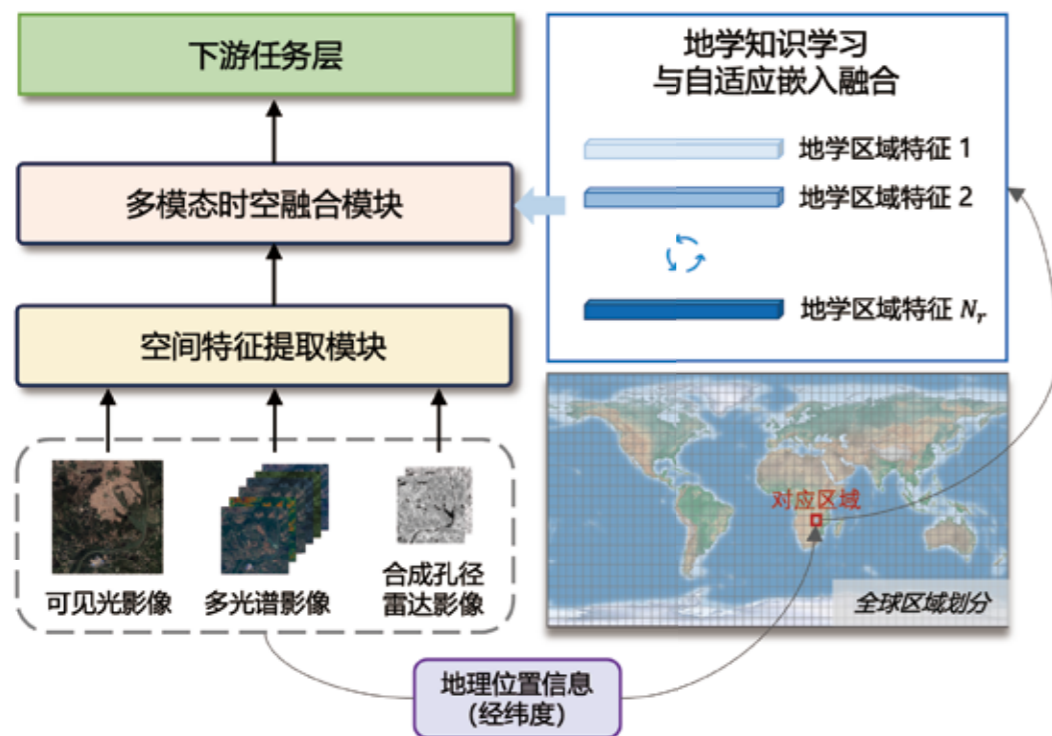 下游任务层
多模态时空融合模块
空间特征提取模块
可见光影像
多光谱影像
合成孔径
雷达影像
地学知识学习
与自适应嵌入融合
地学区域特征 1
地学区域特征 2
地学区域特征 Nᵣ
对应区域
全球区域划分
地理位置信息
(经纬度)